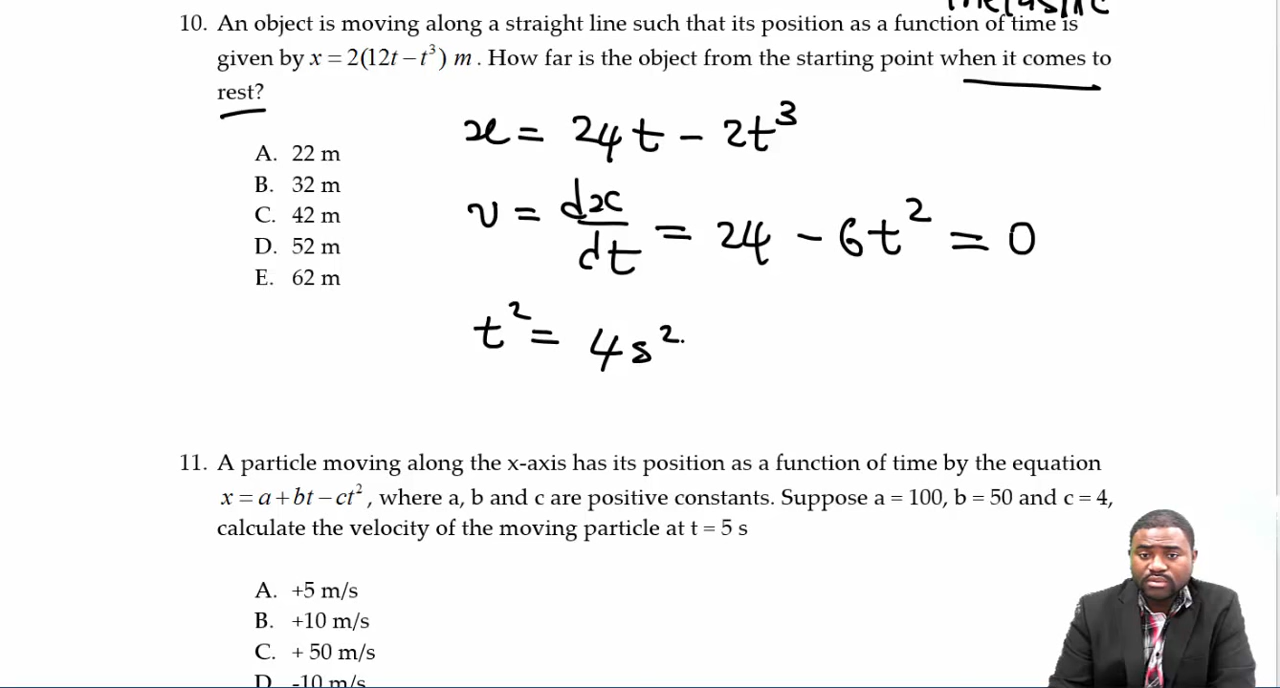 10. An object is moving along a straight line such that its position as a function of time is
given by x = 2(12t – t³) m. How far is the object from the starting point when it comes to
rest?
x = 24t – 2t³
A. 22 m
B. 32 m
C. 42 m
D. 52 m
E. 62 m
v = dx/dt = 24 – 6t² = 0
t² = 4s².
11. A particle moving along the x-axis has its position as a function of time by the equation
x = a + bt – ct², where a, b and c are positive constants. Suppose a = 100, b = 50 and c = 4,
calculate the velocity of the moving particle at t = 5 s
A. +5 m/s
B. +10 m/s
C. + 50 m/s
D. -10 m/s